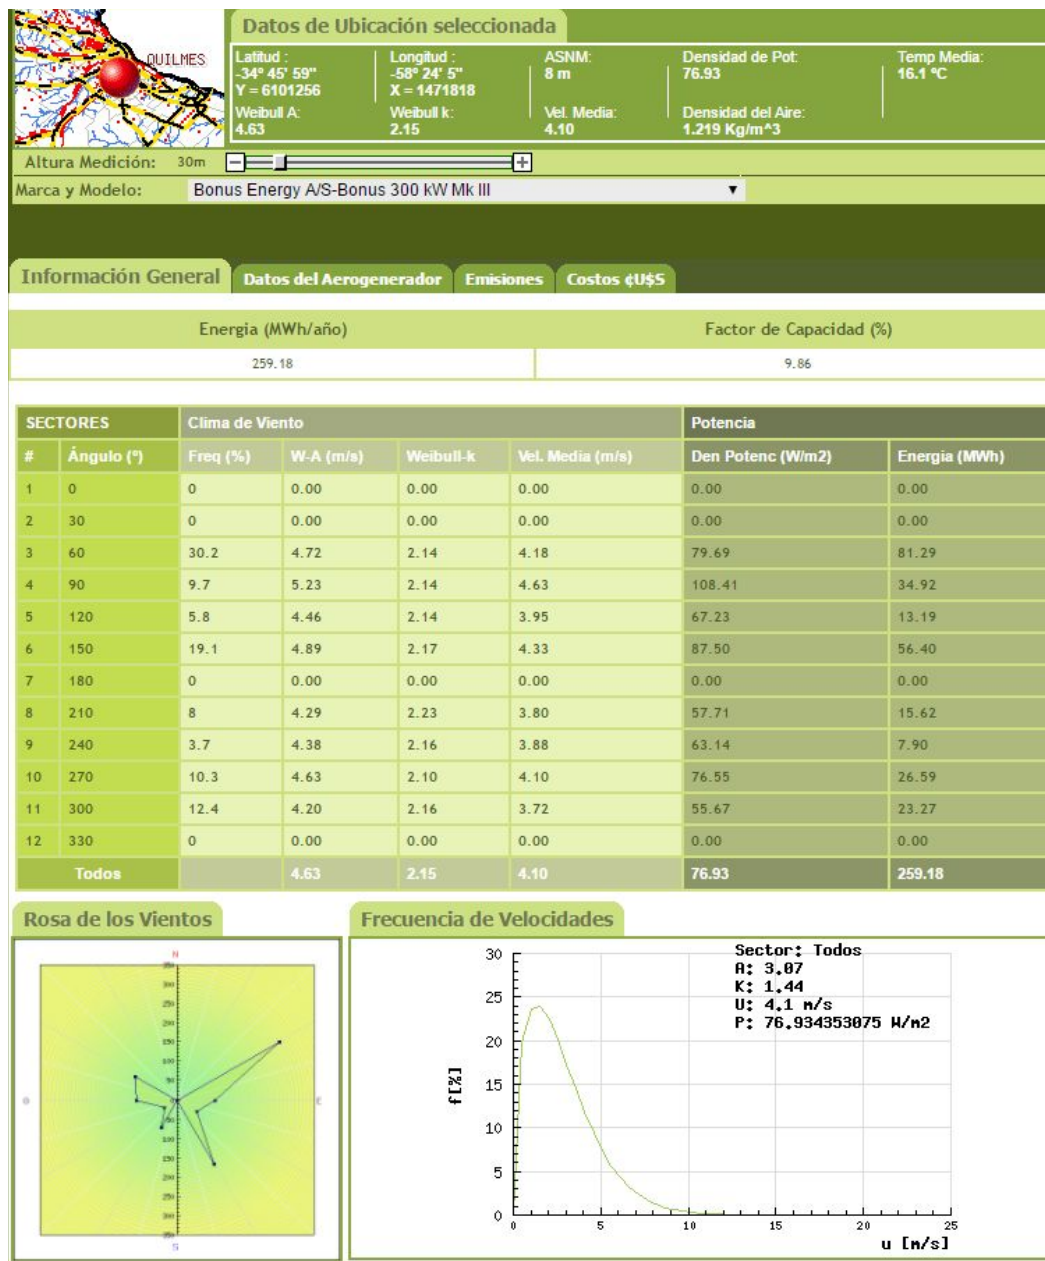 Datos de Ubicación seleccionada
QUILMES
Latitud : Longitud : ASNM: Densidad de Pot: Temp Media:
-34º 45' 59" -58º 24' 5" 8 m 76.93 16.1 ºC
Y = 6101256 X = 1471818
Weibull A: Weibull k: Vel. Media: Densidad del Aire:
4.63 2.15 4.10 1.219 Kg/m^3
Altura Medición: 30m
Marca y Modelo: Bonus Energy A/S-Bonus 300 kW Mk III
Información General Datos del Aerogenerador Emisiones Costos ¢U$S
Energia (MWh/año) Factor de Capacidad (%)
259.18 9.86
SECTORES Clima de Viento Potencia
# Ángulo (º) Freq (%) W-A (m/s) Weibull-k Vel. Media (m/s) Den Potenc (W/m2) Energia (MWh)
1 0 0 0.00 0.00 0.00 0.00 0.00
2 30 0 0.00 0.00 0.00 0.00 0.00
3 60 30.2 4.72 2.14 4.18 79.69 81.29
4 90 9.7 5.23 2.14 4.63 108.41 34.92
5 120 5.8 4.46 2.14 3.95 67.23 13.19
6 150 19.1 4.89 2.17 4.33 87.50 56.40
7 180 0 0.00 0.00 0.00 0.00 0.00
8 210 8 4.29 2.23 3.80 57.71 15.62
9 240 3.7 4.38 2.16 3.88 63.14 7.90
10 270 10.3 4.63 2.10 4.10 76.55 26.59
11 300 12.4 4.20 2.16 3.72 55.67 23.27
12 330 0 0.00 0.00 0.00 0.00 0.00
Todos 4.63 2.15 4.10 76.93 259.18
Rosa de los Vientos Frecuencia de Velocidades
N
S
Sector: Todos
A: 3.07
K: 1.44
U: 4.1 m/s
P: 76.934353075 W/m2
30
25
20
15
10
5
0
f[%]
0 5 10 15 20 25
u [m/s]